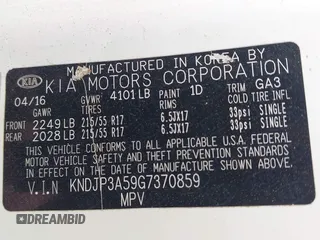 MANUFACTURED IN KOREA BY
KIA KIA MOTORS CORPORATION
04/16 GVWR 4101LB PAINT 1D TRIM GA3
GAWR TIRES RIMS
FRONT 2249LB 215/55 R17 6.5JX17 33psi SINGLE
REAR 2028LB 215/55 R17 6.5JX17 33psi SINGLE
THIS VEHICLE CONFORMS TO ALL APPLICABLE FEDERAL
MOTOR VEHICLE SAFETY, BUMPER, AND THEFT PREVENTION
STANDARDS IN EFFECT ON THE DATE OF MANUFACTURE
SHOWN ABOVE.
V.I.N KNDJP3A59G7370859
MPV
DREAMBID